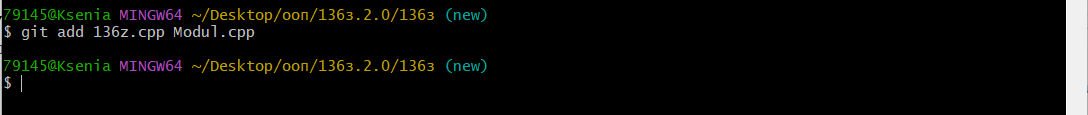 79145@Ksenia MINGW64 ~/Desktop/ооп/136з.2.0/136з (new)
$ git add 136z.cpp Modul.cpp
79145@Ksenia MINGW64 ~/Desktop/ооп/136з.2.0/136з (new)
$